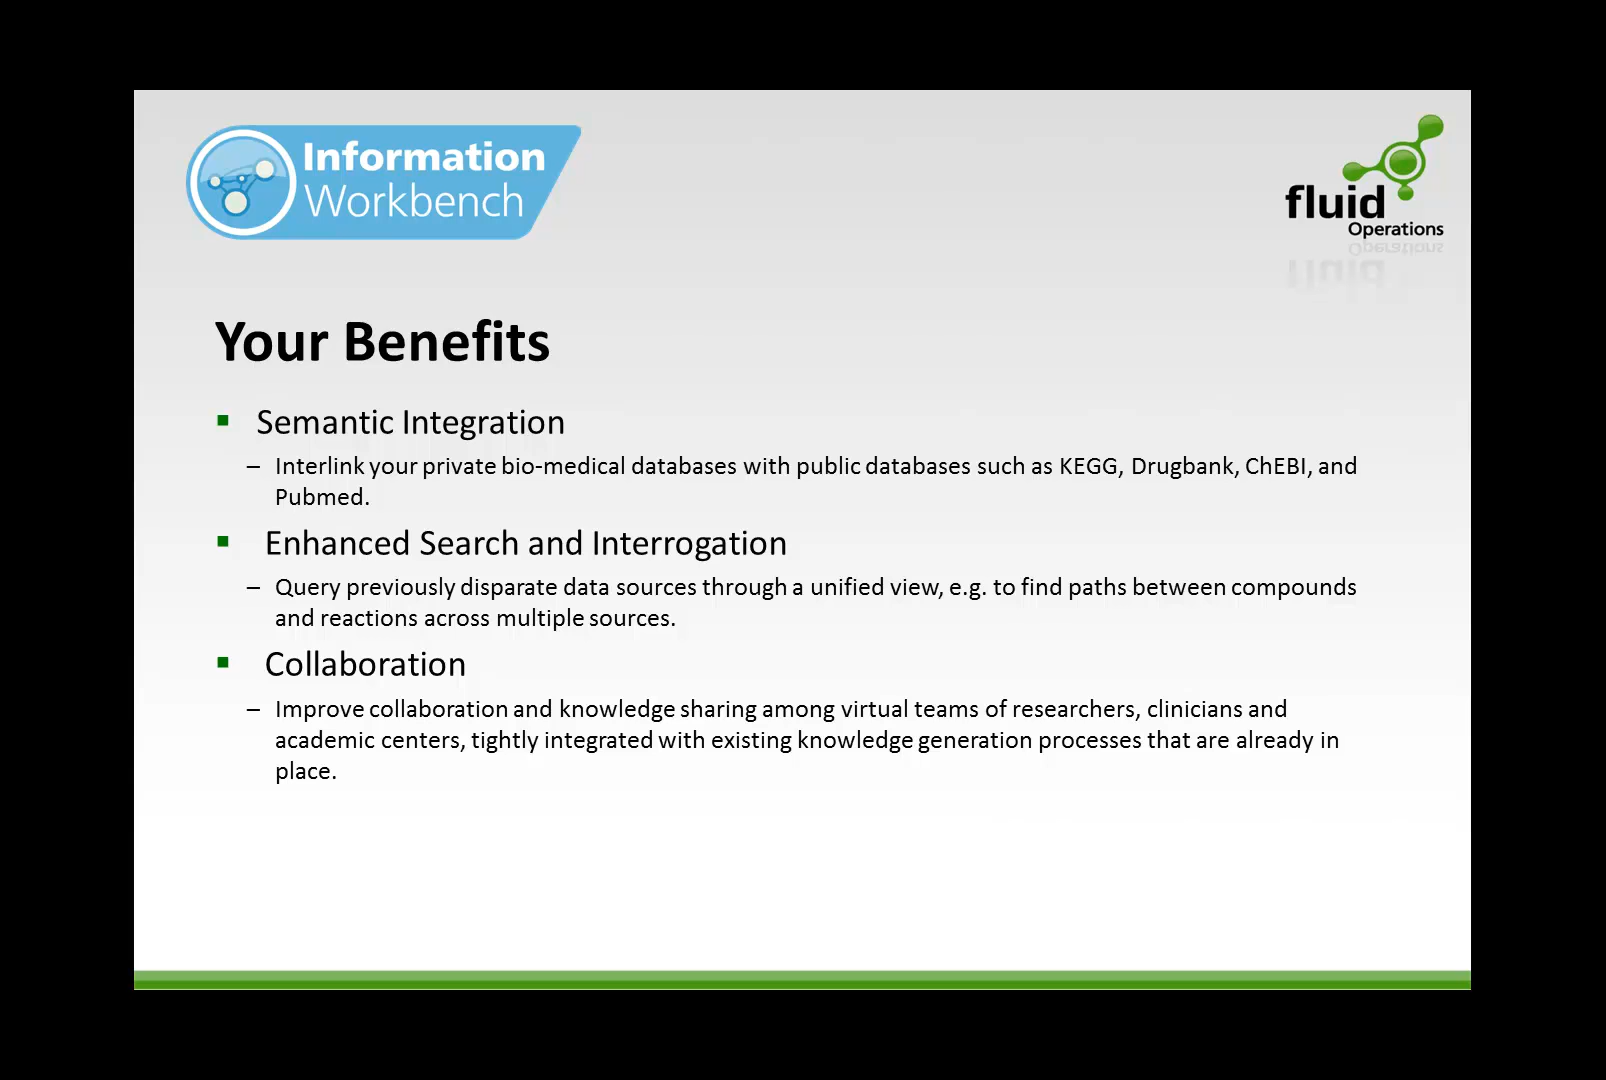 Information
Workbench
fluid
Operations
Your Benefits
▪ Semantic Integration
– Interlink your private bio-medical databases with public databases such as KEGG, Drugbank, ChEBI, and
Pubmed.
▪ Enhanced Search and Interrogation
– Query previously disparate data sources through a unified view, e.g. to find paths between compounds
and reactions across multiple sources.
▪ Collaboration
– Improve collaboration and knowledge sharing among virtual teams of researchers, clinicians and
academic centers, tightly integrated with existing knowledge generation processes that are already in
place.